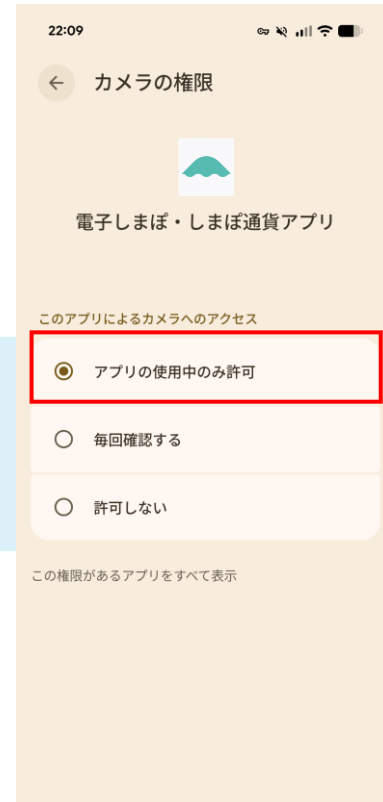 22:09
カメラの権限
電子しまぽ・しまぽ通貨アプリ
このアプリによるカメラへのアクセス
アプリの使用中のみ許可
毎回確認する
許可しない
この権限があるアプリをすべて表示